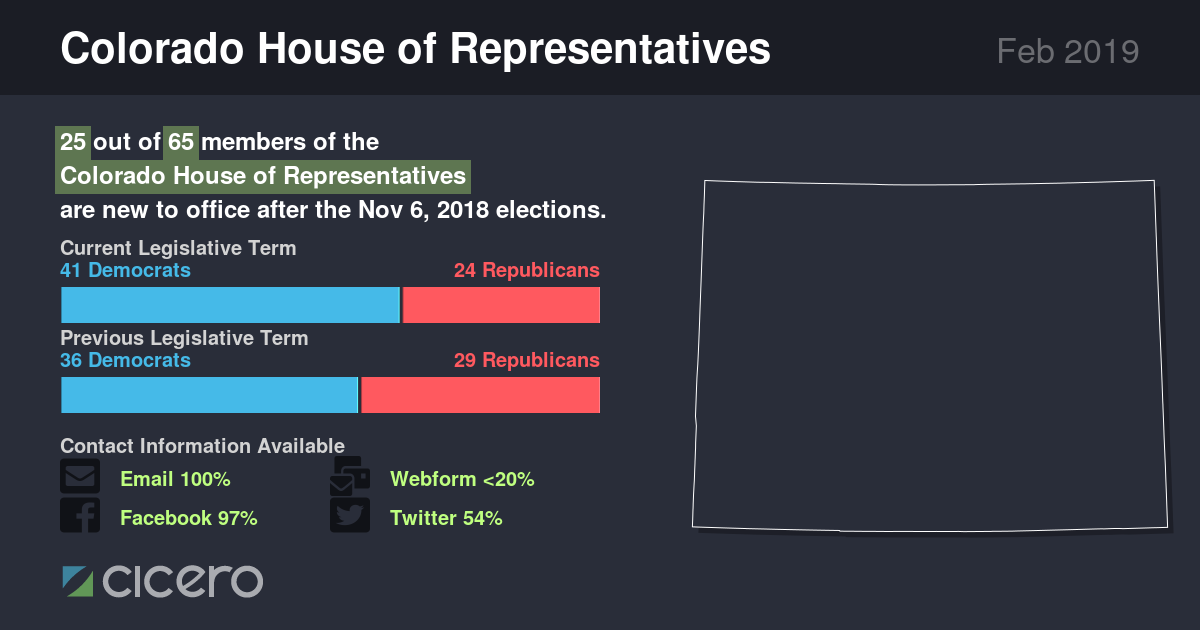 Colorado House of Representatives
Feb 2019
25 out of 65 members of the
Colorado House of Representatives
are new to office after the Nov 6, 2018 elections.
Current Legislative Term
41 Democrats 24 Republicans
Previous Legislative Term
36 Democrats 29 Republicans
Contact Information Available
Email 100% Webform <20%
Facebook 97% Twitter 54%
cicero